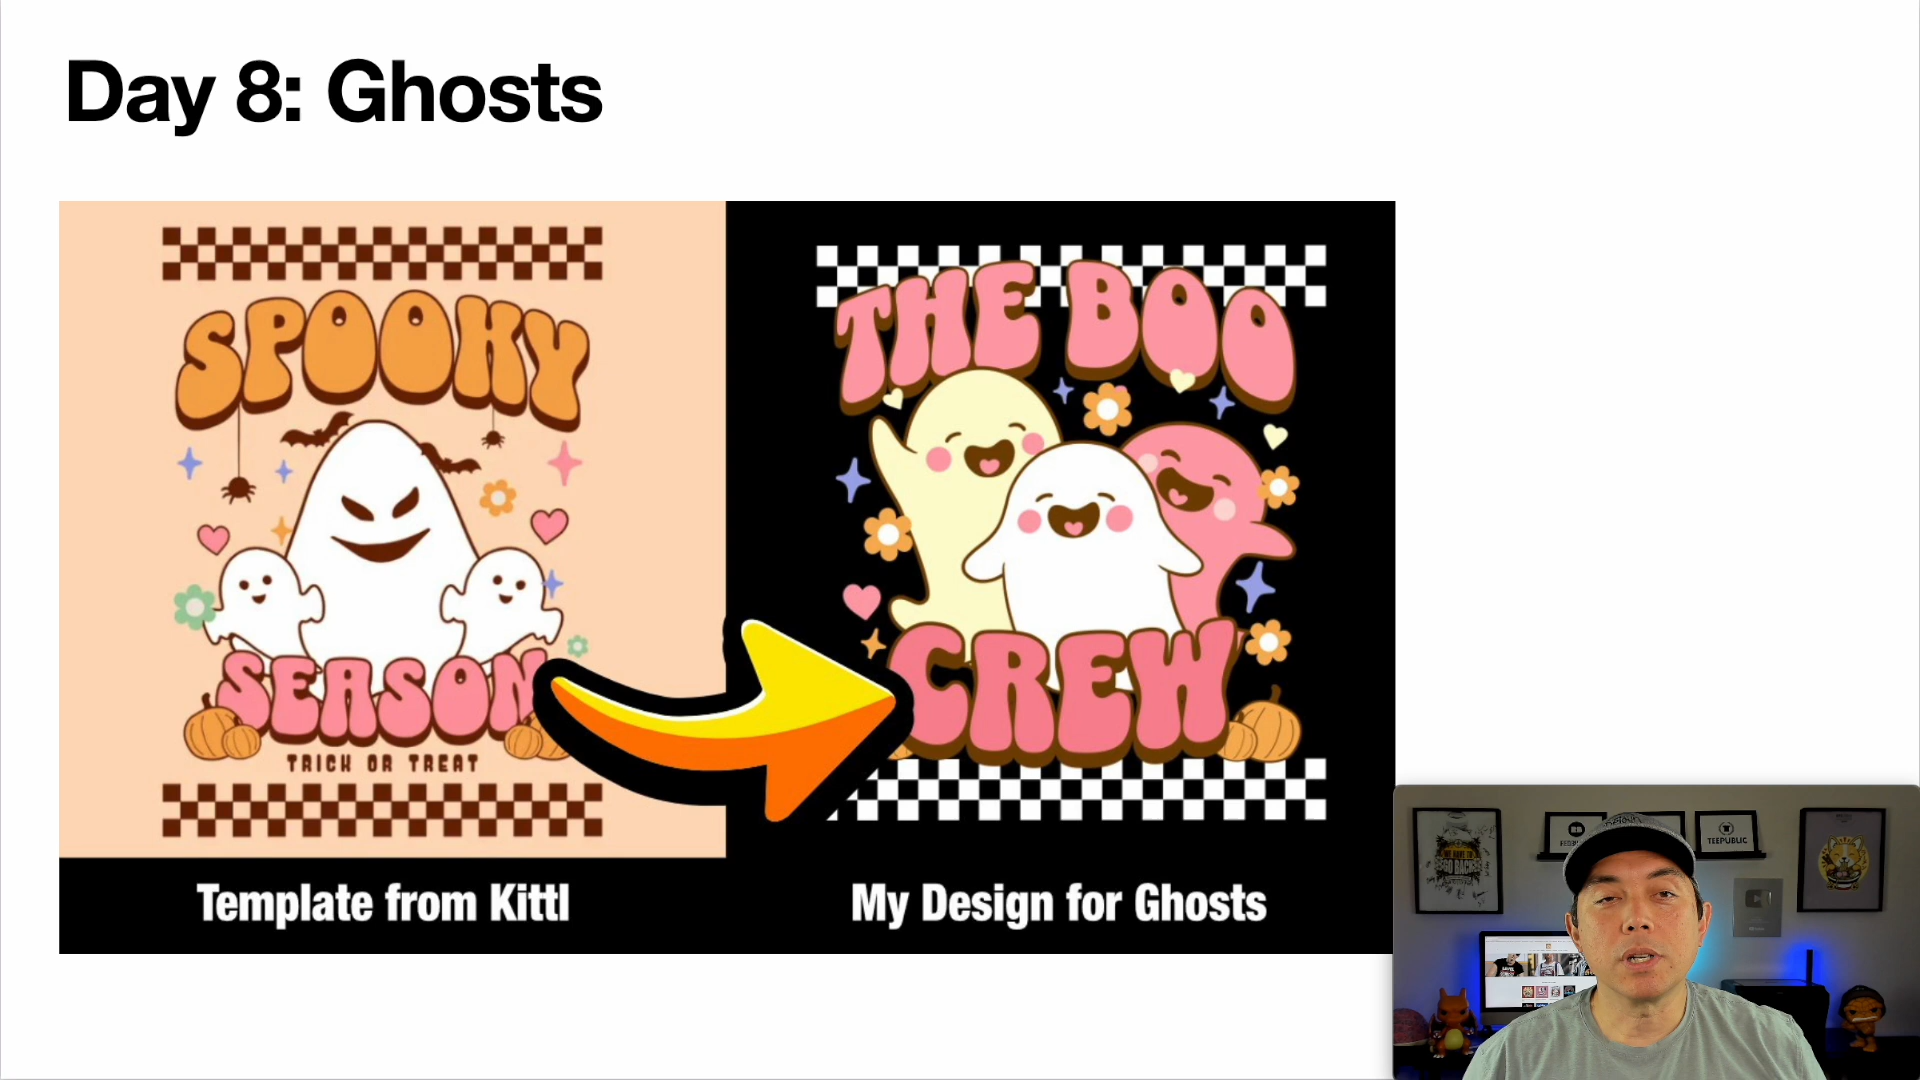 Day 8: Ghosts
SPOOKY
SEASON
TRICK OR TREAT
THE BOO
CREW
Template from Kittl
My Design for Ghosts
TEEPUBLIC